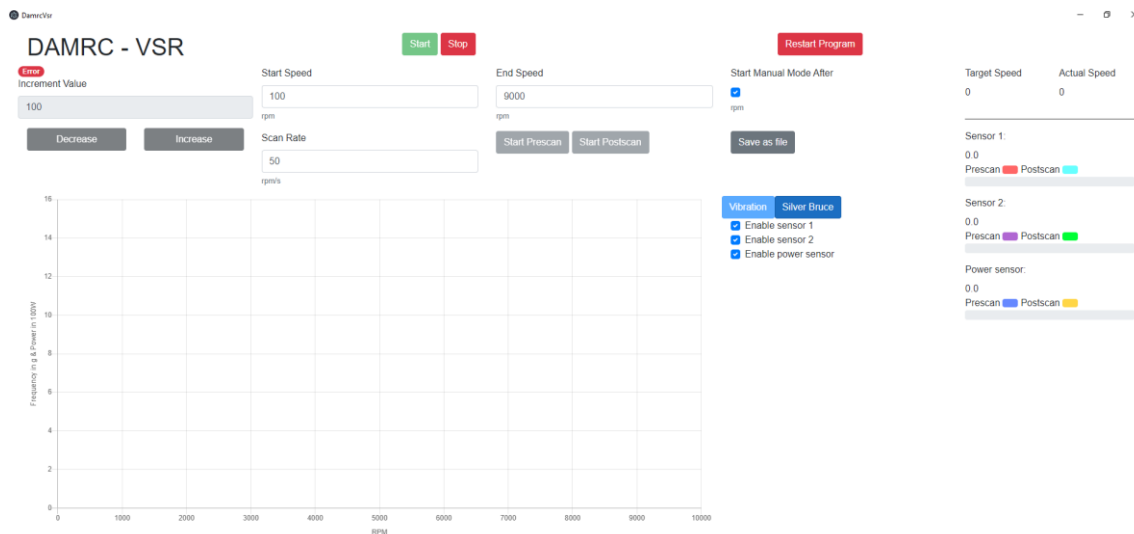 DamrcVsr
DAMRC - VSR
Start Stop
Restart Program
Error
Increment Value
100
Decrease Increase
Start Speed
100
rpm
Scan Rate
50
rpm/s
End Speed
9000
rpm
Start Prescan Start Postscan
Start Manual Mode After
rpm
Save as file
Target Speed Actual Speed
0 0
Sensor 1:
0.0
Prescan Postscan
Sensor 2:
0.0
Prescan Postscan
Power sensor:
0.0
Prescan Postscan
Vibration Silver Bruce
Enable sensor 1
Enable sensor 2
Enable power sensor
Frequency in g & Power in 100W
16
14
12
10
8
6
4
2
0
0 1000 2000 3000 4000 5000 6000 7000 8000 9000 10000
RPM